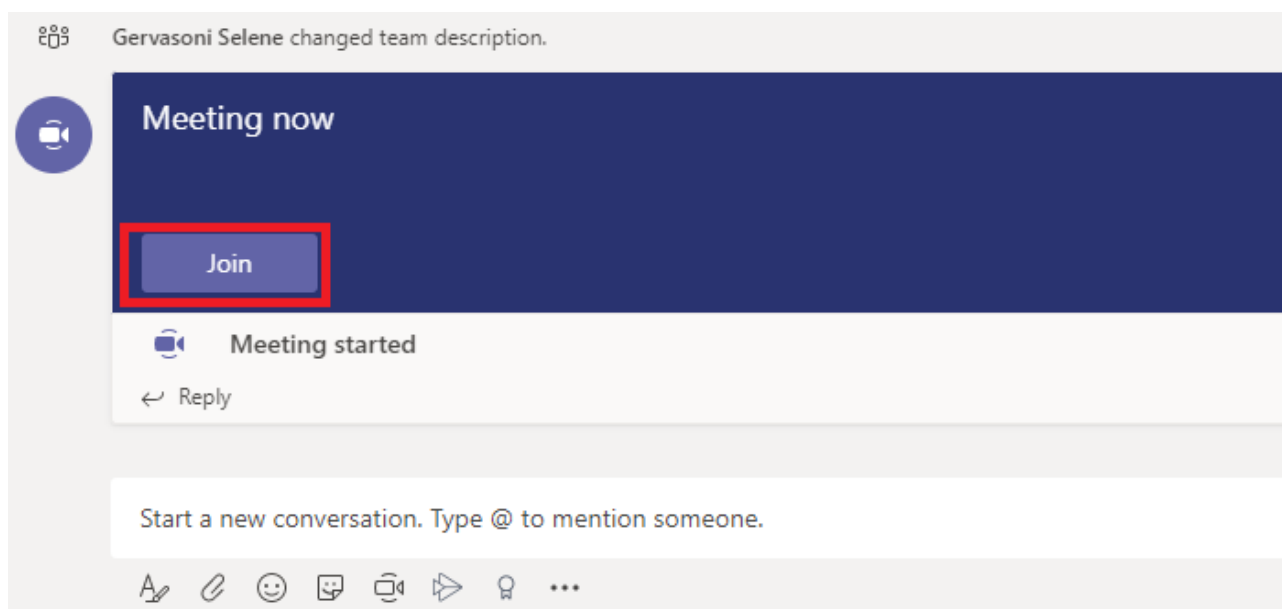 Gervasoni Selene changed team description.
Meeting now
Join
Meeting started
Reply
Start a new conversation. Type @ to mention someone.